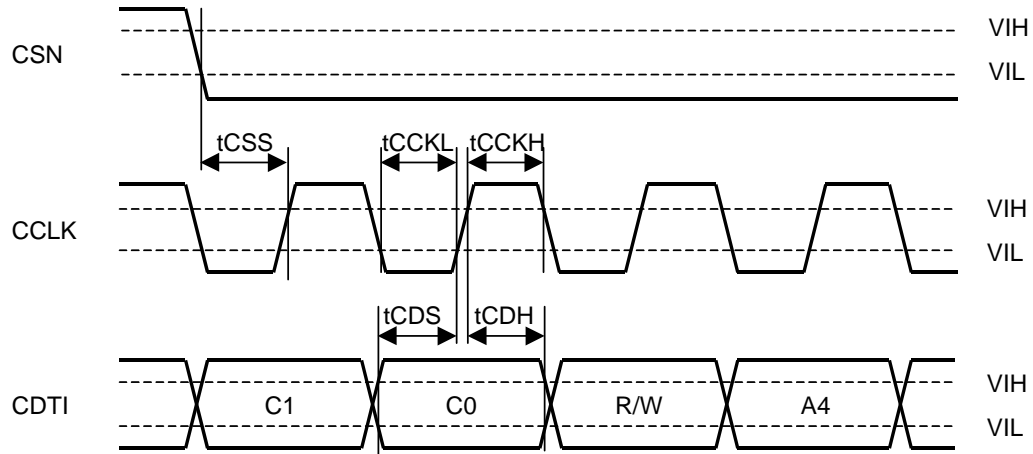 CSN
VIH
VIL
tCSS
tCCKL
tCCKH
CCLK
VIH
VIL
tCDS
tCDH
CDTI
C1
C0
R/W
A4
VIH
VIL